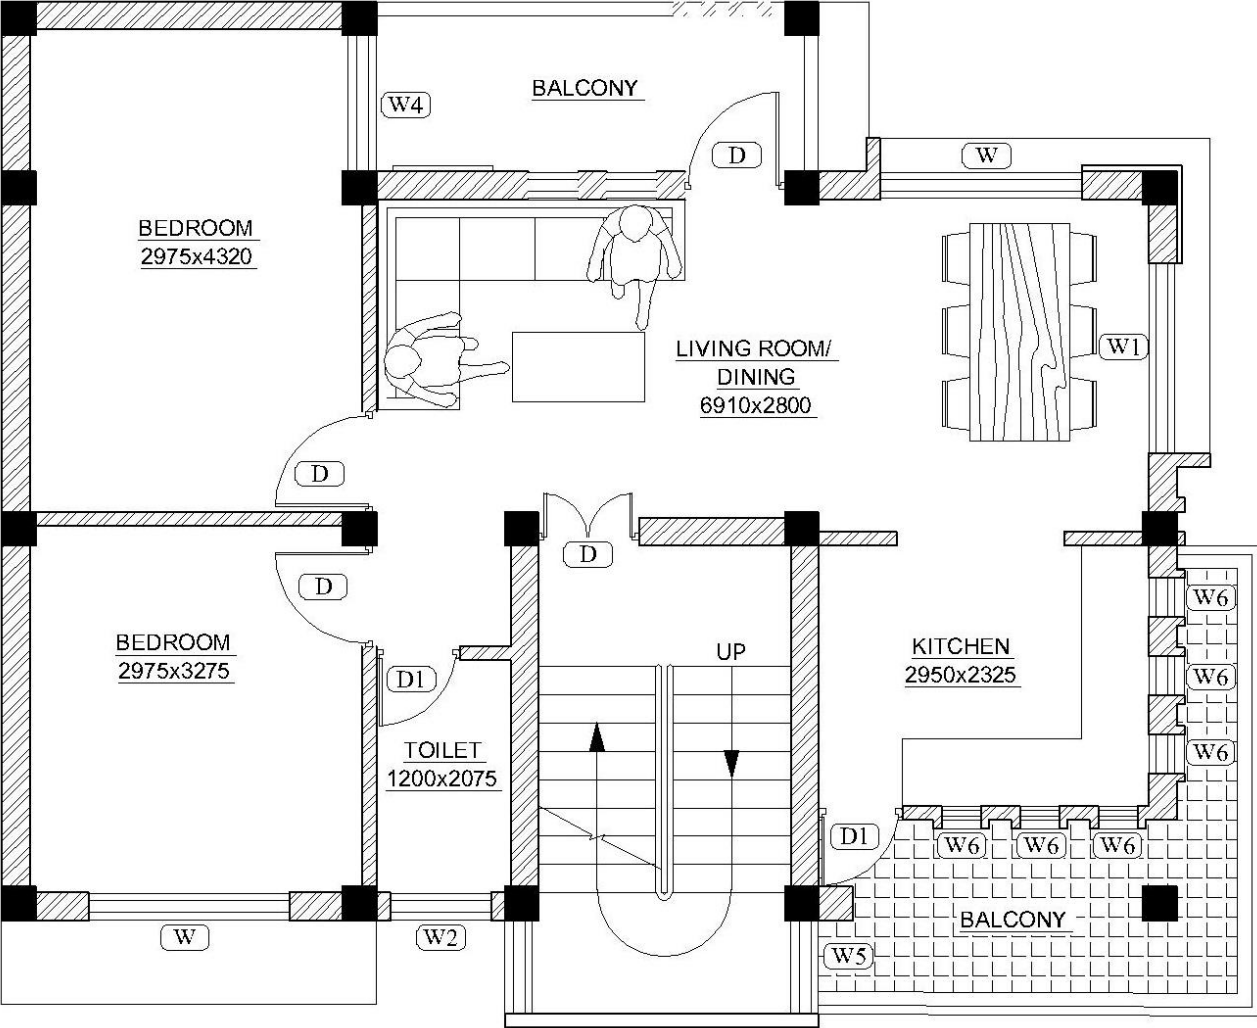 BALCONY
W4
D
W
BEDROOM
2975x4320
LIVING ROOM/
DINING
6910x2800
W1
D
D
D
W6
BEDROOM
2975x3275
UP
KITCHEN
2950x2325
D1
W6
TOILET
1200x2075
W6
D1
W6
W6
W6
BALCONY
W
W2
W5